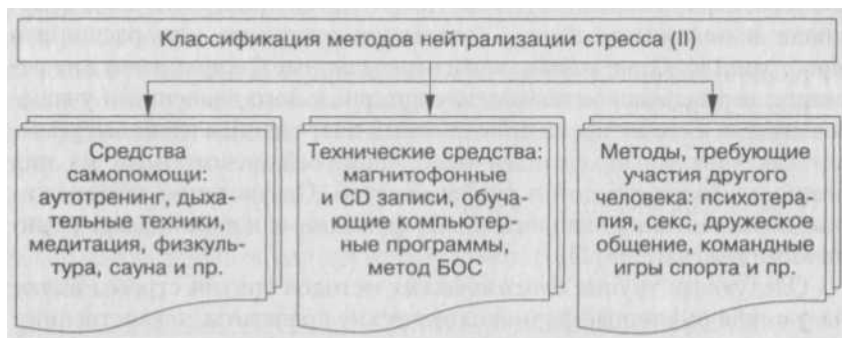 Классификация методов нейтрализации стресса (II)
Средства
самопомощи:
аутотренинг, дыха-
тельные техники,
медитация, физкуль-
тура, сауна и пр.
Технические средства:
магнитофонные
и CD записи, обуча-
ющие компьютер-
ные программы,
метод БОС
Методы, требующие
участия другого
человека: психотера-
пия, секс, дружеское
общение, командные
игры спорта и пр.